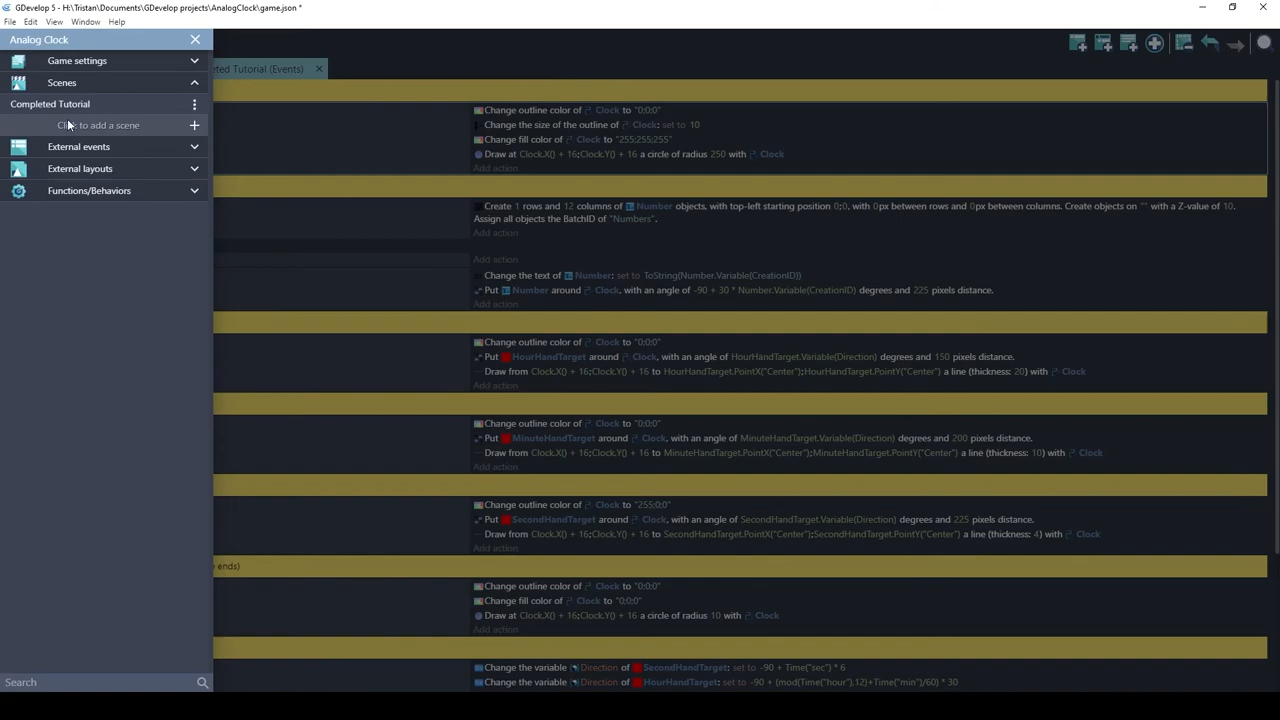 GDevelop 5 - H:\Tristan\Documents\GDevelop projects\AnalogClock\game.json *
File Edit View Window Help
Analog Clock
Game settings
Scenes
Completed Tutorial
Click to add a scene
External events
External layouts
Functions/Behaviors
Search
pleted Tutorial (Events)
Change outline color of Clock to "0;0;0"
Change the size of the outline of Clock: set to 10
Change fill color of Clock to "255;255;255"
Draw at Clock.X() + 16;Clock.Y() + 16 a circle of radius 250 with Clock
Add action
Create 1 rows and 12 columns of Number objects, with top-left starting position 0;0, with 0px between rows and 0px between columns. Create objects on "" with a Z-value of 10.
Assign all objects the BatchID of "Numbers".
Add action
Add action
Change the text of Number: set to ToString(Number.Variable(CreationID))
Put Number around Clock, with an angle of -90 + 30 * Number.Variable(CreationID) degrees and 225 pixels distance.
Add action
Change outline color of Clock to "0;0;0"
Put HourHandTarget around Clock, with an angle of HourHandTarget.Variable(Direction) degrees and 150 pixels distance.
Draw from Clock.X() + 16;Clock.Y() + 16 to HourHandTarget.PointX("Center");HourHandTarget.PointY("Center") a line (thickness: 20) with Clock
Add action
Change outline color of Clock to "0;0;0"
Put MinuteHandTarget around Clock, with an angle of MinuteHandTarget.Variable(Direction) degrees and 200 pixels distance.
Draw from Clock.X() + 16;Clock.Y() + 16 to MinuteHandTarget.PointX("Center");MinuteHandTarget.PointY("Center") a line (thickness: 10) with Clock
Add action
Change outline color of Clock to "255;0;0"
Put SecondHandTarget around Clock, with an angle of SecondHandTarget.Variable(Direction) degrees and 225 pixels distance.
Draw from Clock.X() + 16;Clock.Y() + 16 to SecondHandTarget.PointX("Center");SecondHandTarget.PointY("Center") a line (thickness: 4) with Clock
Add action
ends)
Change outline color of Clock to "0;0;0"
Change fill color of Clock to "0;0;0"
Draw at Clock.X() + 16;Clock.Y() + 16 a circle of radius 10 with Clock
Add action
Change the variable Direction of SecondHandTarget: set to -90 + Time("sec") * 6
Change the variable Direction of HourHandTarget: set to -90 + (mod(Time("hour"),12)+Time("min")/60) * 30